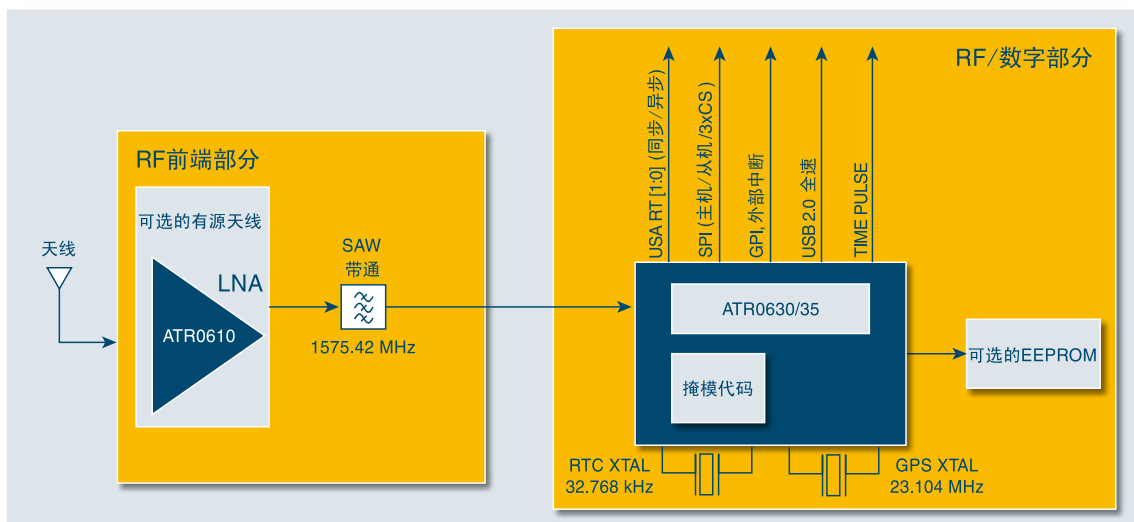 RF/数字部分
USA RT [1:0] (同步/异步)
SPI (主机/从机/3xCS)
GPI, 外部中断
USB 2.0 全速
TIME PULSE
RF前端部分
可选的有源天线
天线
LNA
ATR0610
SAW
带通
1575.42 MHz
ATR0630/35
掩模代码
可选的EEPROM
RTC XTAL
32.768 kHz
GPS XTAL
23.104 MHz